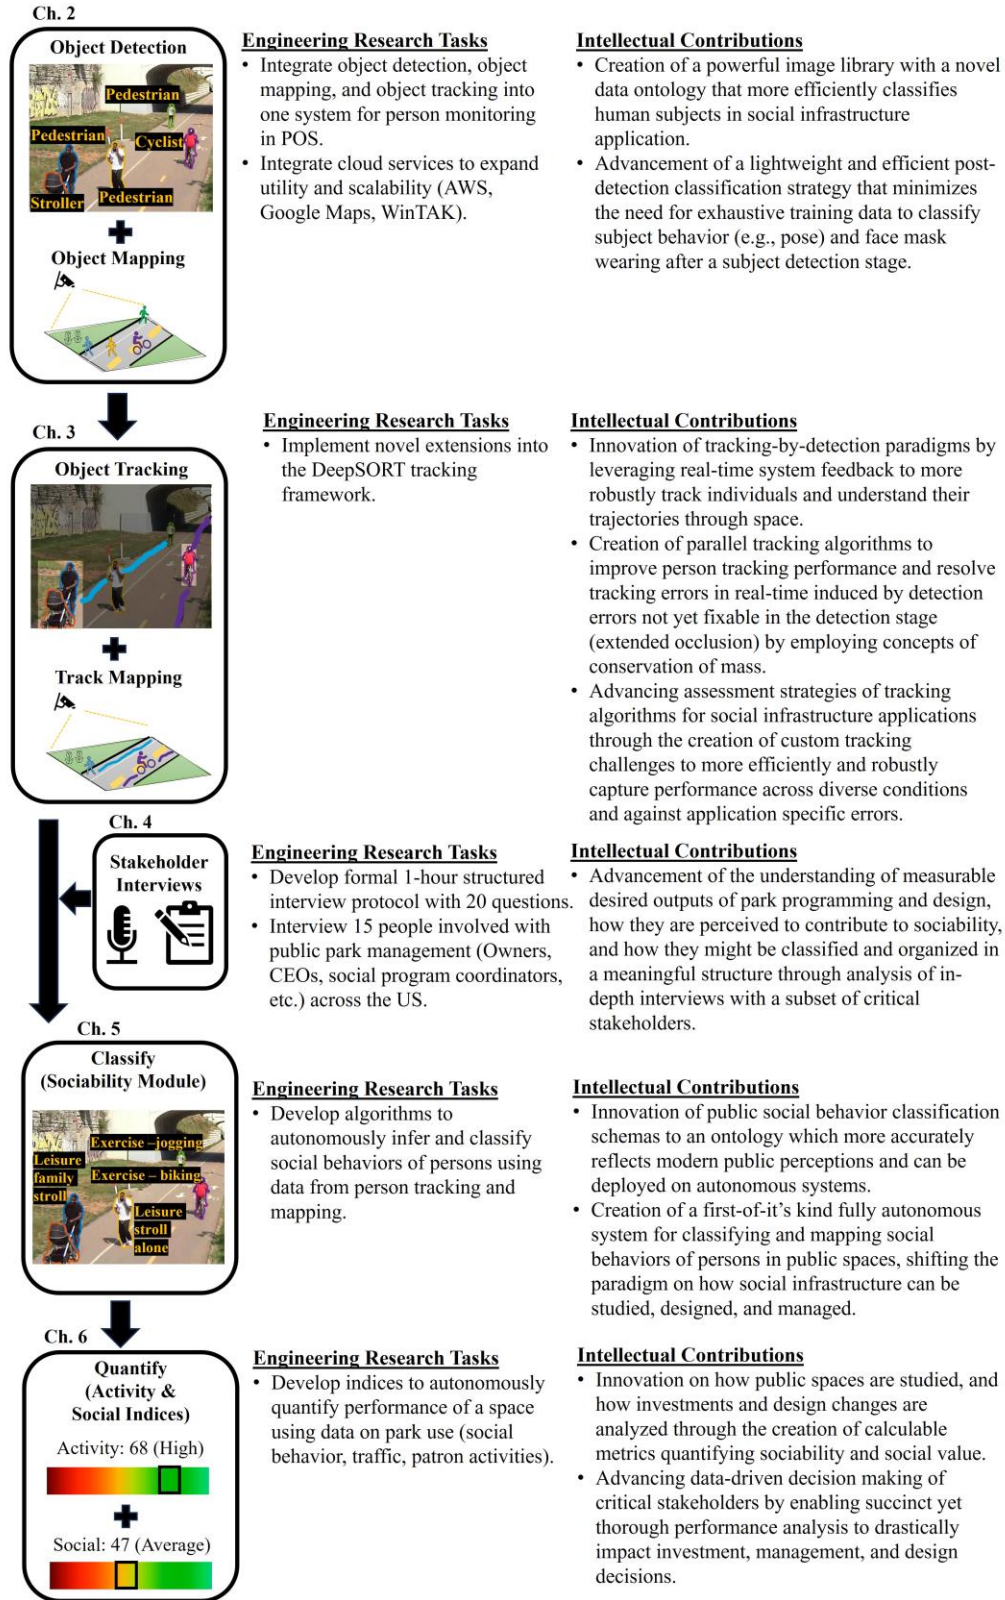 Ch. 2
Object Detection
Pedestrian
Pedestrian
Cyclist
Stroller
Pedestrian
Object Mapping
Engineering Research Tasks
• Integrate object detection, object
mapping, and object tracking into
one system for person monitoring
in POS.
• Integrate cloud services to expand
utility and scalability (AWS,
Google Maps, WinTAK).
Intellectual Contributions
• Creation of a powerful image library with a novel
data ontology that more efficiently classifies
human subjects in social infrastructure
application.
• Advancement of a lightweight and efficient post-
detection classification strategy that minimizes
the need for exhaustive training data to classify
subject behavior (e.g., pose) and face mask
wearing after a subject detection stage.
Ch. 3
Object Tracking
Track Mapping
Engineering Research Tasks
• Implement novel extensions into
the DeepSORT tracking
framework.
Intellectual Contributions
• Innovation of tracking-by-detection paradigms by
leveraging real-time system feedback to more
robustly track individuals and understand their
trajectories through space.
• Creation of parallel tracking algorithms to
improve person tracking performance and resolve
tracking errors in real-time induced by detection
errors not yet fixable in the detection stage
(extended occlusion) by employing concepts of
conservation of mass.
• Advancing assessment strategies of tracking
algorithms for social infrastructure applications
through the creation of custom tracking
challenges to more efficiently and robustly
capture performance across diverse conditions
and against application specific errors.
Ch. 4
Stakeholder
Interviews
Engineering Research Tasks
• Develop formal 1-hour structured
interview protocol with 20 questions.
• Interview 15 people involved with
public park management (Owners,
CEOs, social program coordinators,
etc.) across the US.
Intellectual Contributions
• Advancement of the understanding of measurable
desired outputs of park programming and design,
how they are perceived to contribute to sociability,
and how they might be classified and organized in
a meaningful structure through analysis of in-
depth interviews with a subset of critical
stakeholders.
Ch. 5
Classify
(Sociability Module)
Exercise –jogging
Leisure
family
stroll
Exercise – biking
Leisure
stroll
alone
Engineering Research Tasks
• Develop algorithms to
autonomously infer and classify
social behaviors of persons using
data from person tracking and
mapping.
Intellectual Contributions
• Innovation of public social behavior classification
schemas to an ontology which more accurately
reflects modern public perceptions and can be
deployed on autonomous systems.
• Creation of a first-of-it’s kind fully autonomous
system for classifying and mapping social
behaviors of persons in public spaces, shifting the
paradigm on how social infrastructure can be
studied, designed, and managed.
Ch. 6
Quantify
(Activity &
Social Indices)
Activity: 68 (High)
Social: 47 (Average)
Engineering Research Tasks
• Develop indices to autonomously
quantify performance of a space
using data on park use (social
behavior, traffic, patron activities).
Intellectual Contributions
• Innovation on how public spaces are studied, and
how investments and design changes are
analyzed through the creation of calculable
metrics quantifying sociability and social value.
• Advancing data-driven decision making of
critical stakeholders by enabling succinct yet
thorough performance analysis to drastically
impact investment, management, and design
decisions.